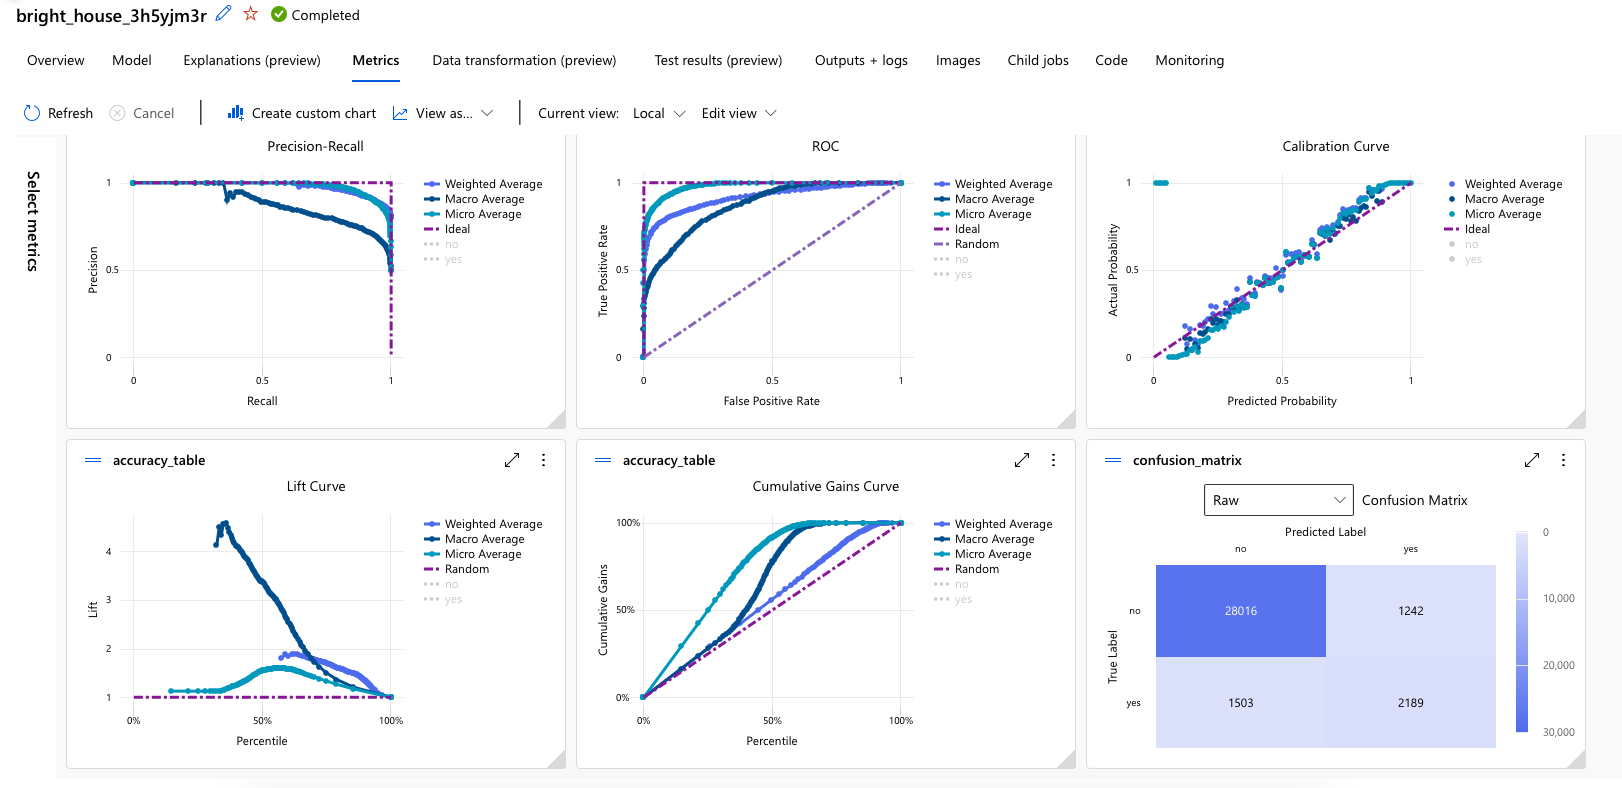 bright_house_3h5yjm3r Completed
Overview Model Explanations (preview) Metrics Data transformation (preview) Test results (preview) Outputs + logs Images Child jobs Code Monitoring
Refresh Cancel Create custom chart View as... Current view: Local Edit view
Select metrics
Precision-Recall
Weighted Average
Macro Average
Micro Average
Ideal
no
yes
1
0.5
0
Precision
0 0.5 1
Recall
ROC
Weighted Average
Macro Average
Micro Average
Ideal
Random
no
yes
1
0.5
0
True Positive Rate
0 0.5 1
False Positive Rate
Calibration Curve
Weighted Average
Macro Average
Micro Average
Ideal
no
yes
1
0.5
0
Actual Probability
0 0.5 1
Predicted Probability
accuracy_table
Lift Curve
Weighted Average
Macro Average
Micro Average
Random
no
yes
4
3
2
1
Lift
0% 50% 100%
Percentile
accuracy_table
Cumulative Gains Curve
Weighted Average
Macro Average
Micro Average
Random
no
yes
100%
50%
0%
Cumulative Gains
0% 50% 100%
Percentile
confusion_matrix
Raw Confusion Matrix
Predicted Label
no yes
True Label
no 28016 1242
yes 1503 2189
0
10,000
20,000
30,000